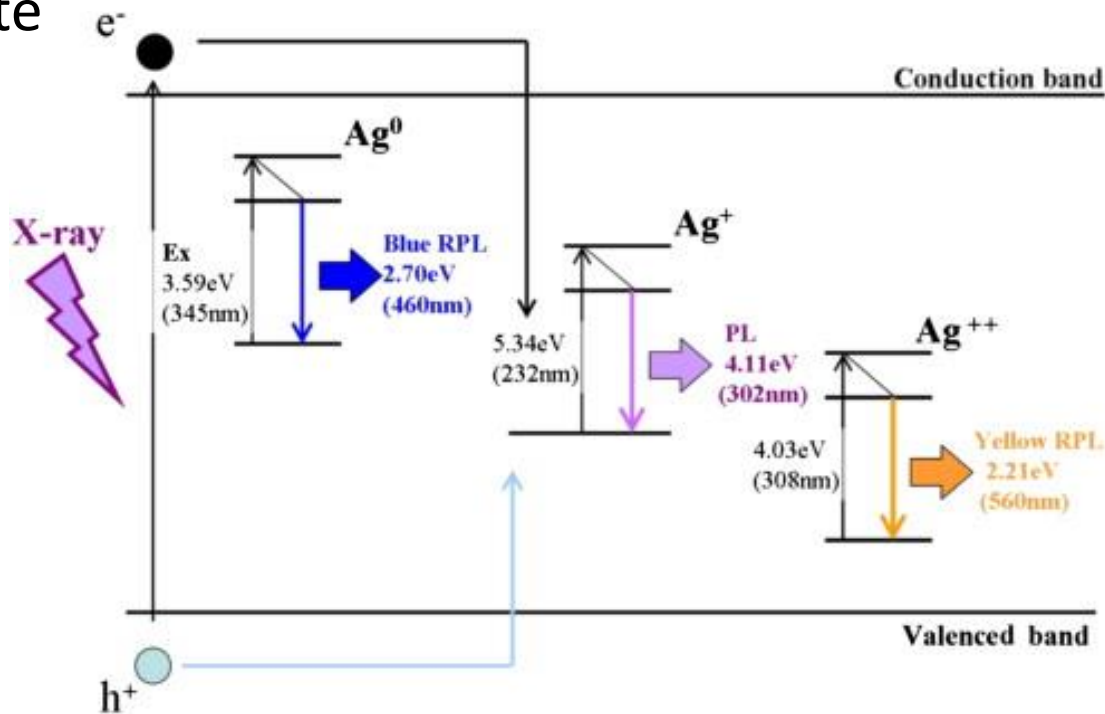 te
e⁻
Conduction band
Ag⁰
X-ray
Ex
3.59eV
(345nm)
Blue RPL
2.70eV
(460nm)
Ag⁺
5.34eV
(232nm)
PL
4.11eV
(302nm)
Ag ⁺⁺
4.03eV
(308nm)
Yellow RPL
2.21eV
(560nm)
Valenced band
h⁺